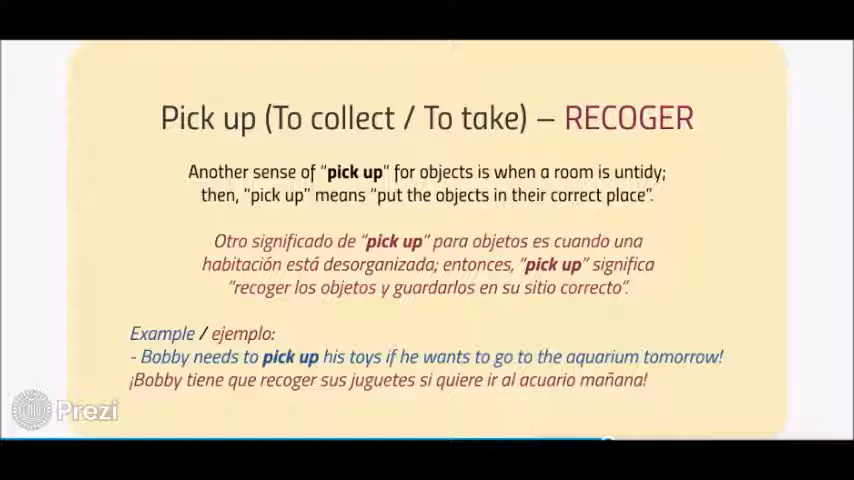 Pick up (To collect / To take) – RECOGER
Another sense of "pick up" for objects is when a room is untidy;
then, "pick up" means "put the objects in their correct place".
Otro significado de "pick up" para objetos es cuando una
habitación está desorganizada; entonces, "pick up" significa
"recoger los objetos y guardarlos en su sitio correcto".
Example / ejemplo:
- Bobby needs to pick up his toys if he wants to go to the aquarium tomorrow!
¡Bobby tiene que recoger sus juguetes si quiere ir al acuario mañana!
Prezi